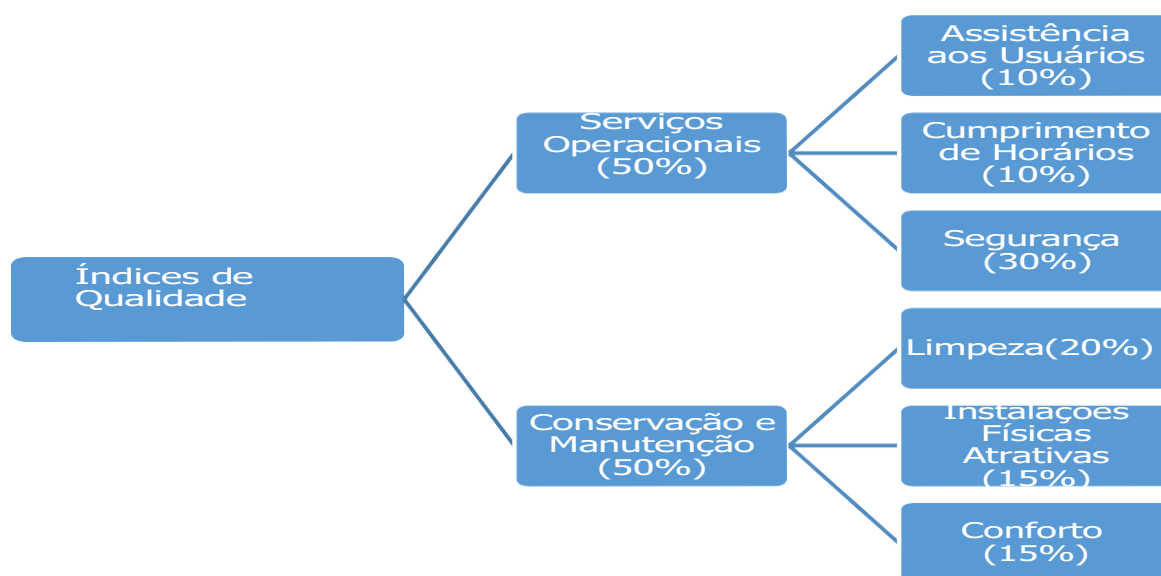 Índices de
Qualidade
Serviços
Operacionais
(50%)
Assistência
aos Usuários
(10%)
Cumprimento
de Horários
(10%)
Segurança
(30%)
Conservação e
Manutenção
(50%)
Limpeza(20%)
Instalações
Físicas
Atrativas
(15%)
Conforto
(15%)